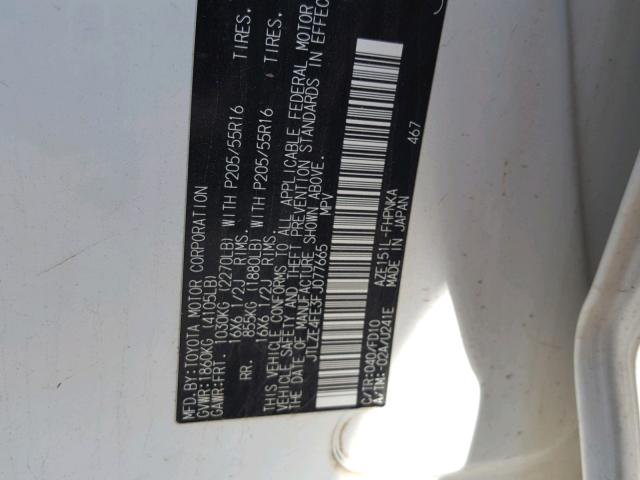 MFD.BY:TOYOTA MOTOR CORPORATION
GVWR:1860KG (4105LB)
GAWR:FRT. 1030KG (2270LB) WITH P205/55R16 TIRES.
16X6 1/2J RIMS.
RR. 855KG (1880LB) WITH P205/55R16 TIRES.
16X6 1/2J RIMS.
THIS VEHICLE CONFORMS TO ALL APPLICABLE FEDERAL MOTOR
VEHICLE SAFETY AND THEFT PREVENTION STANDARDS IN EFFEC
THE DATE OF MANUFACTURE SHOWN ABOVE.
JTLZE4FE3FJ077665 MPV
C/TR:040/FD10 AZE151L-FHPNKA
A/TM:-02A/U241E MADE IN JAPAN
467